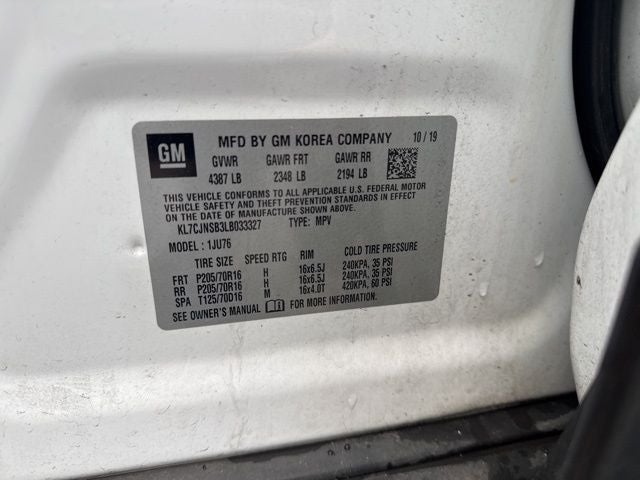 GM
MFD BY GM KOREA COMPANY 10/19
GVWR GAWR FRT GAWR RR
4387 LB 2348 LB 2194 LB
THIS VEHICLE CONFORMS TO ALL APPLICABLE U.S. FEDERAL MOTOR
VEHICLE SAFETY AND THEFT PREVENTION STANDARDS IN EFFECT
ON THE DATE OF MANUFACTURE SHOWN ABOVE.
KL7CJNSB3LB033327 TYPE: MPV
MODEL : 1JU76
TIRE SIZE SPEED RTG RIM COLD TIRE PRESSURE
FRT P205/70R16 H 16x6.5J 240KPA, 35 PSI
RR P205/70R16 H 16x6.5J 240KPA, 35 PSI
SPA T125/70D16 M 16x4.0T 420KPA, 60 PSI
SEE OWNER'S MANUAL FOR MORE INFORMATION.